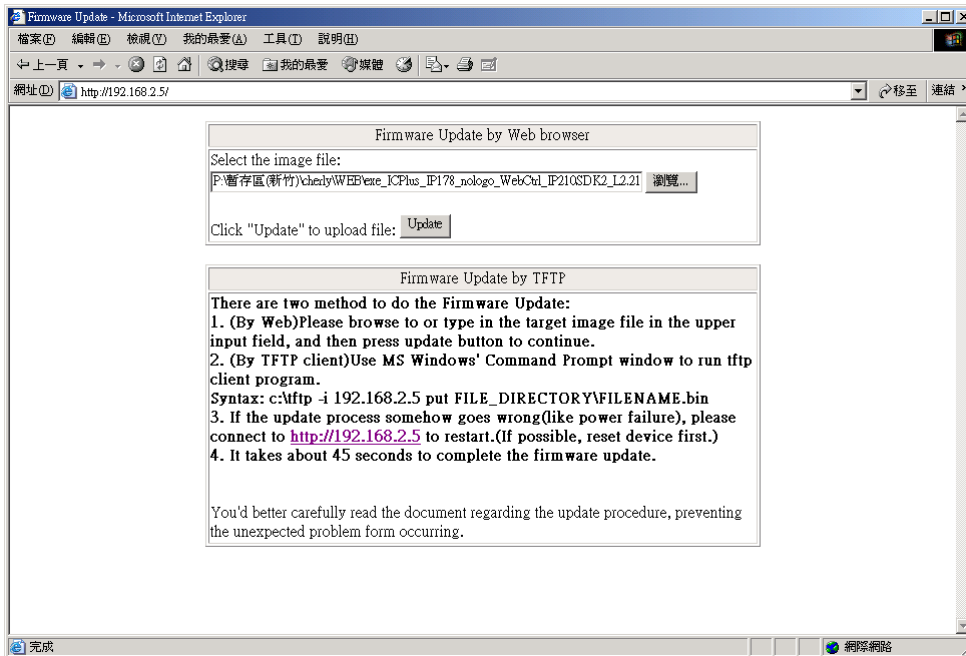 Firmware Update - Microsoft Internet Explorer
檔案(F) 編輯(E) 檢視(V) 我的最愛(A) 工具(T) 說明(H)
上一頁 搜尋 我的最愛 媒體
網址(D) http://192.168.2.5/ 移至 連結
Firmware Update by Web browser
Select the image file:
P:\暫存區(新竹)\cherly\WEB\exe_ICPlus_IP178_nologo_WebCtrl_IP210SDK2_L2.21 瀏覽...
Click "Update" to upload file: Update
Firmware Update by TFTP
There are two method to do the Firmware Update:
1. (By Web)Please browse to or type in the target image file in the upper
input field, and then press update button to continue.
2. (By TFTP client)Use MS Windows' Command Prompt window to run tftp
client program.
Syntax: c:\tftp -i 192.168.2.5 put FILE_DIRECTORY\FILENAME.bin
3. If the update process somehow goes wrong(like power failure), please
connect to http://192.168.2.5 to restart.(If possible, reset device first.)
4. It takes about 45 seconds to complete the firmware update.
You'd better carefully read the document regarding the update procedure, preventing
the unexpected problem form occurring.
完成 網際網路